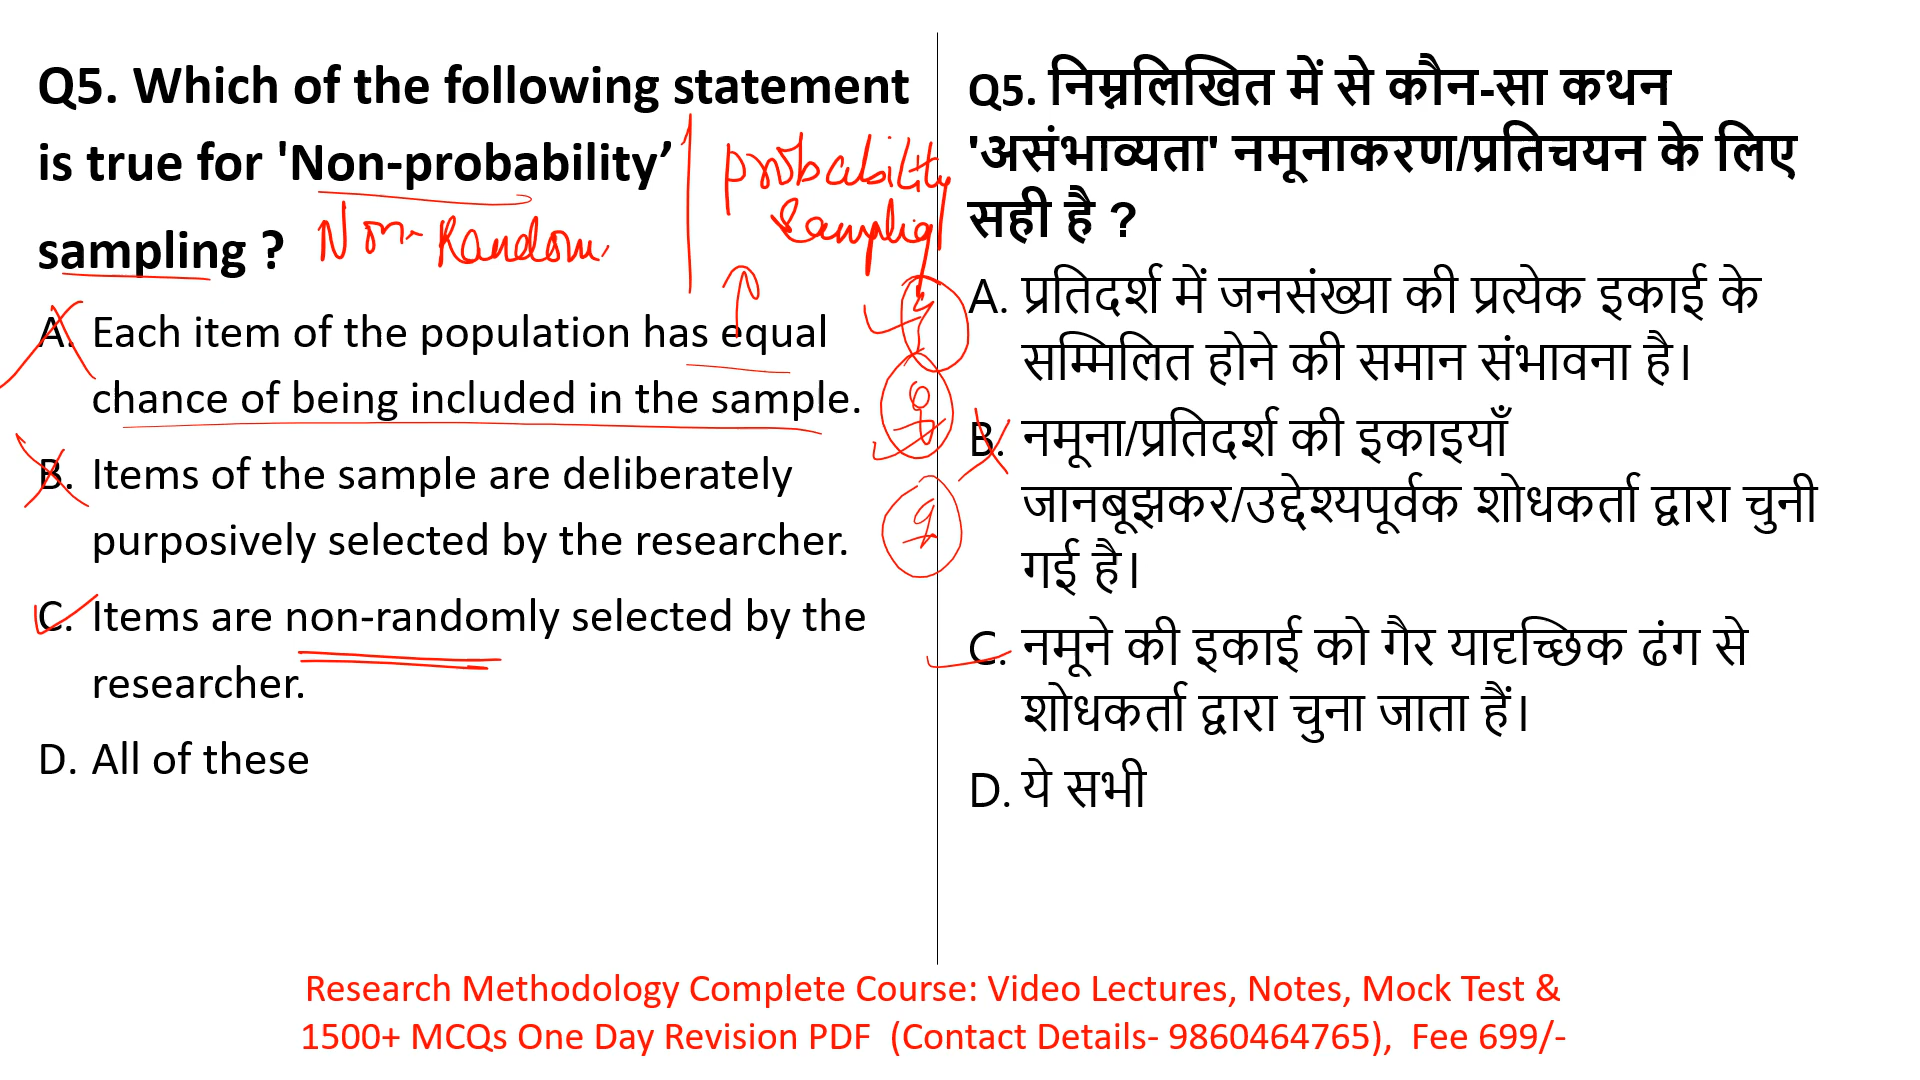 Q5. Which of the following statement
is true for 'Non-probability’
sampling ?
Non-Random
probability
Sampling
A. Each item of the population has equal
chance of being included in the sample.
B. Items of the sample are deliberately
purposively selected by the researcher.
C. Items are non-randomly selected by the
researcher.
D. All of these
Q5. निम्नलिखित में से कौन-सा कथन
'असंभाव्यता' नमूनाकरण/प्रतिचयन के लिए
सही है ?
A. प्रतिदर्श में जनसंख्या की प्रत्येक इकाई के
सम्मिलित होने की समान संभावना है।
B. नमूना/प्रतिदर्श की इकाइयाँ
जानबूझकर/उद्देश्यपूर्वक शोधकर्ता द्वारा चुनी
गई है।
C. नमूने की इकाई को गैर यादृच्छिक ढंग से
शोधकर्ता द्वारा चुना जाता हैं।
D. ये सभी
Research Methodology Complete Course: Video Lectures, Notes, Mock Test &
1500+ MCQs One Day Revision PDF (Contact Details- 9860464765), Fee 699/-